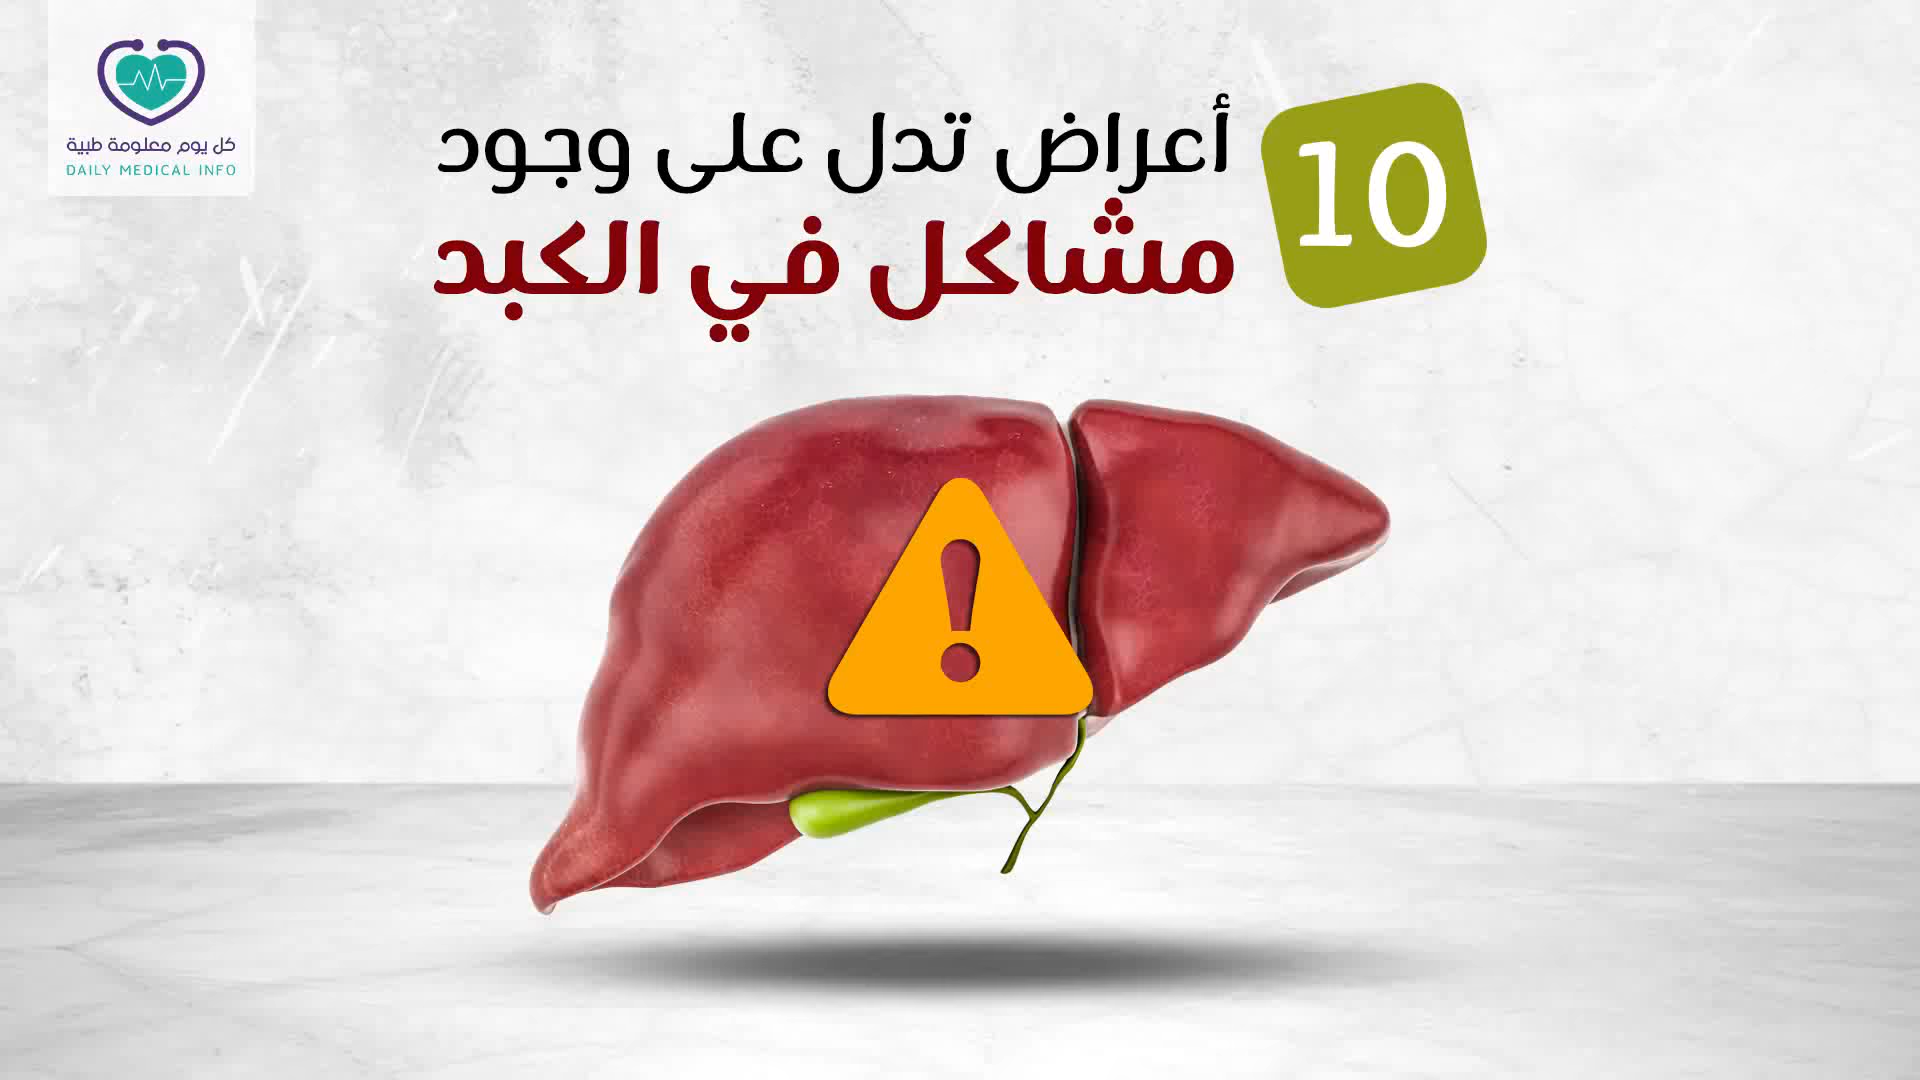 كل يوم معلومة طبية
DAILY MEDICAL INFO
10
أعراض تدل على وجود
مشاكل في الكبد